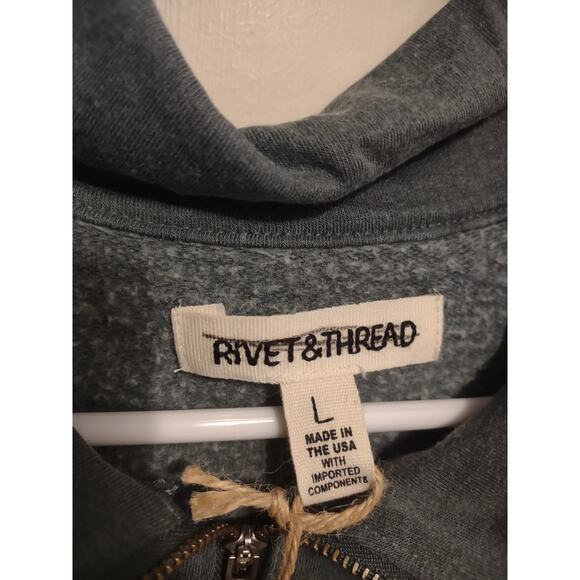 RIVET&THREAD
L
MADE IN
THE USA
WITH
IMPORTED
COMPONENTS